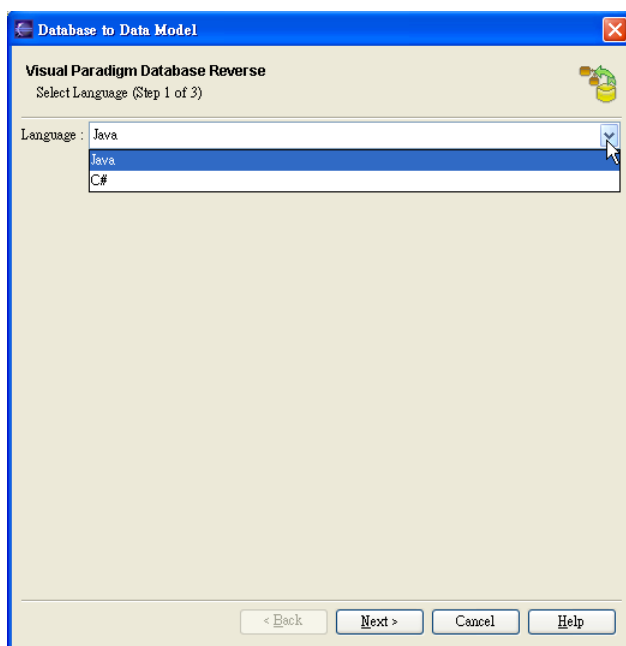 Database to Data Model
Visual Paradigm Database Reverse
Select Language (Step 1 of 3)
Language : Java
Java
C#
< Back Next > Cancel Help